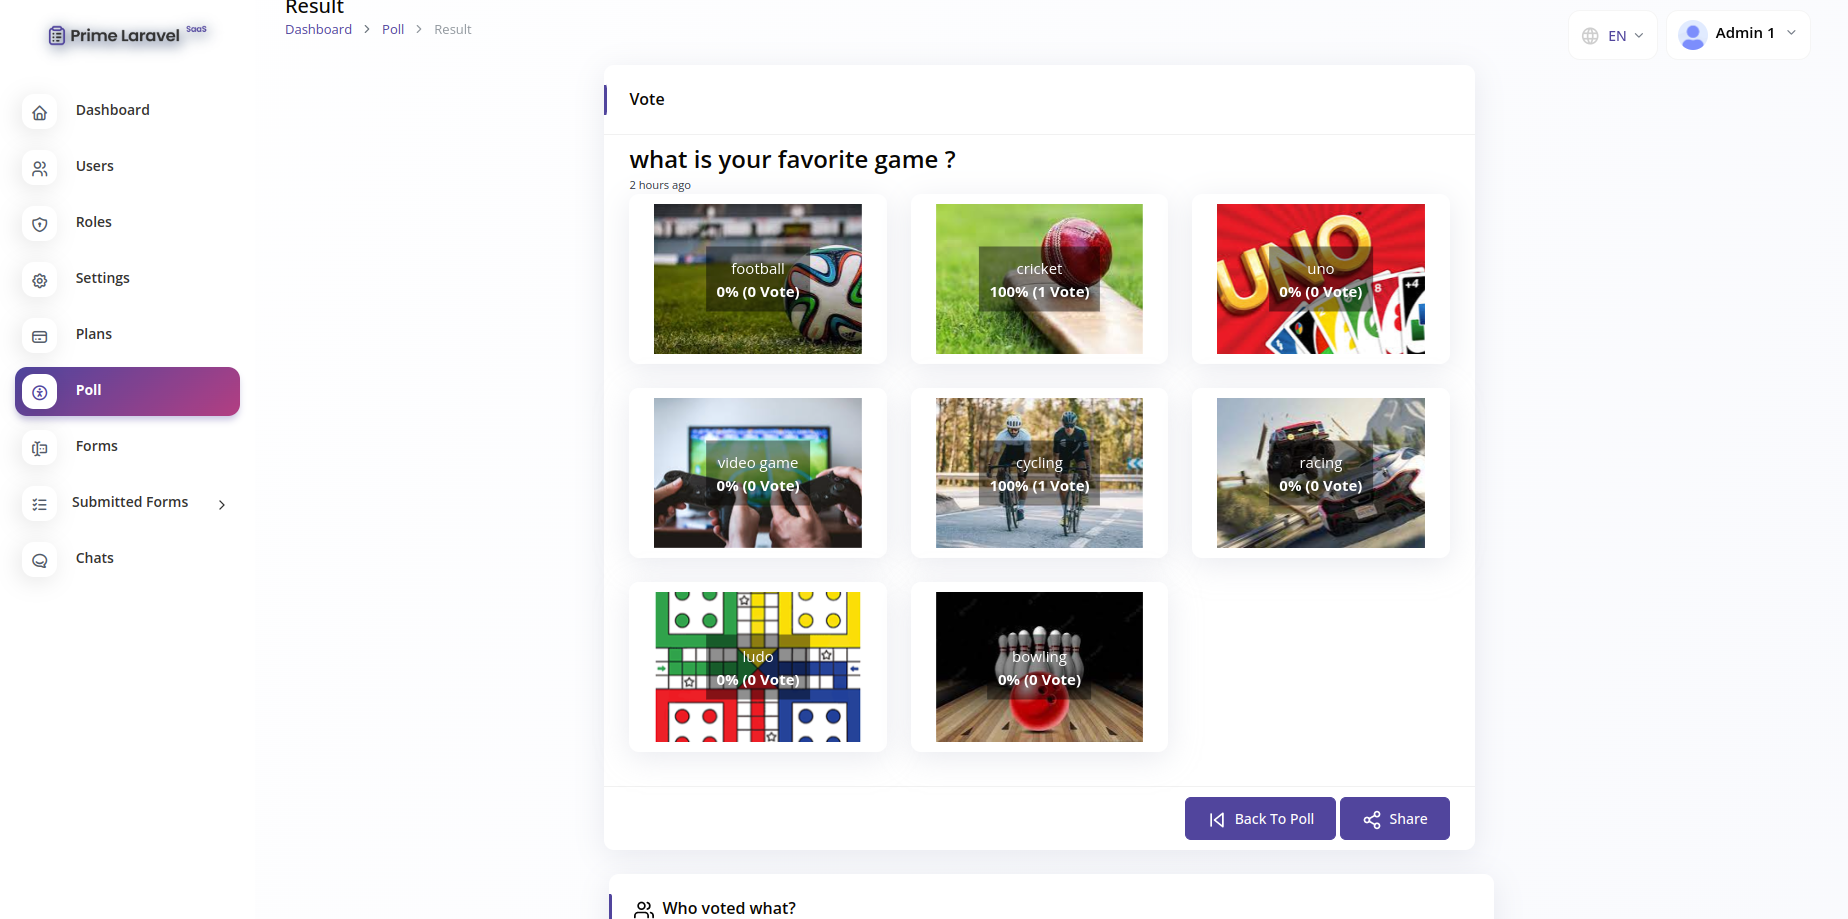 Result
Prime Laravel SaaS
Dashboard > Poll > Result
EN
Admin 1
Dashboard
Users
Roles
Settings
Plans
Poll
Forms
Submitted Forms
Chats
Vote
what is your favorite game ?
2 hours ago
football
0% (0 Vote)
cricket
100% (1 Vote)
UNO
8
+4
uno
0% (0 Vote)
video game
0% (0 Vote)
cycling
100% (1 Vote)
racing
0% (0 Vote)
ludo
0% (0 Vote)
bowling
0% (0 Vote)
Back To Poll
Share
Who voted what?